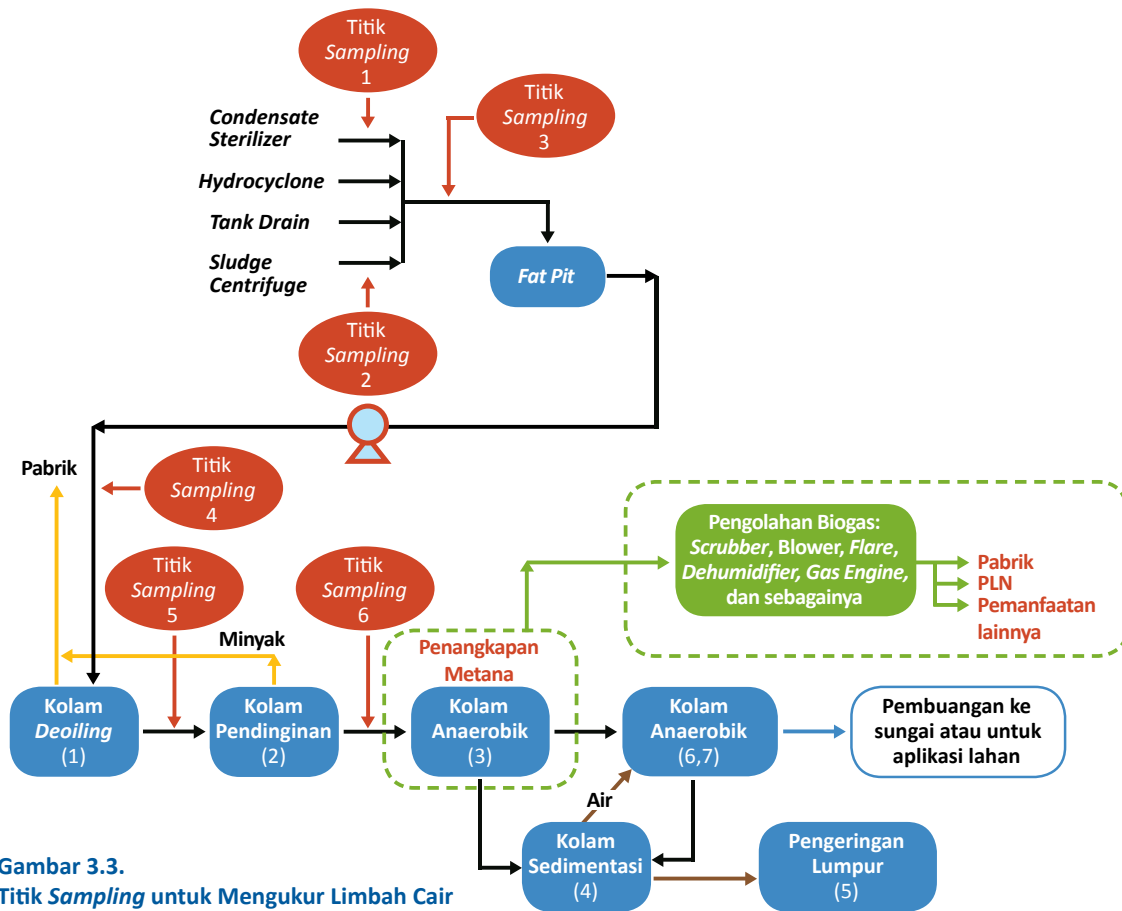 Titik
Sampling
1
Condensate
Sterilizer
Hydrocyclone
Tank Drain
Sludge
Centrifuge
Titik
Sampling
3
Fat Pit
Titik
Sampling
2
Pabrik
Titik
Sampling
4
Titik
Sampling
5
Titik
Sampling
6
Minyak
Pengolahan Biogas:
Scrubber, Blower, Flare,
Dehumidifier, Gas Engine,
dan sebagainya
Pabrik
PLN
Pemanfaatan
lainnya
Penangkapan
Metana
Kolam
Deoiling
(1)
Kolam
Pendinginan
(2)
Kolam
Anaerobik
(3)
Kolam
Anaerobik
(6,7)
Pembuangan ke
sungai atau untuk
aplikasi lahan
Air
Kolam
Sedimentasi
(4)
Pengeringan
Lumpur
(5)
Gambar 3.3.
Titik Sampling untuk Mengukur Limbah Cair